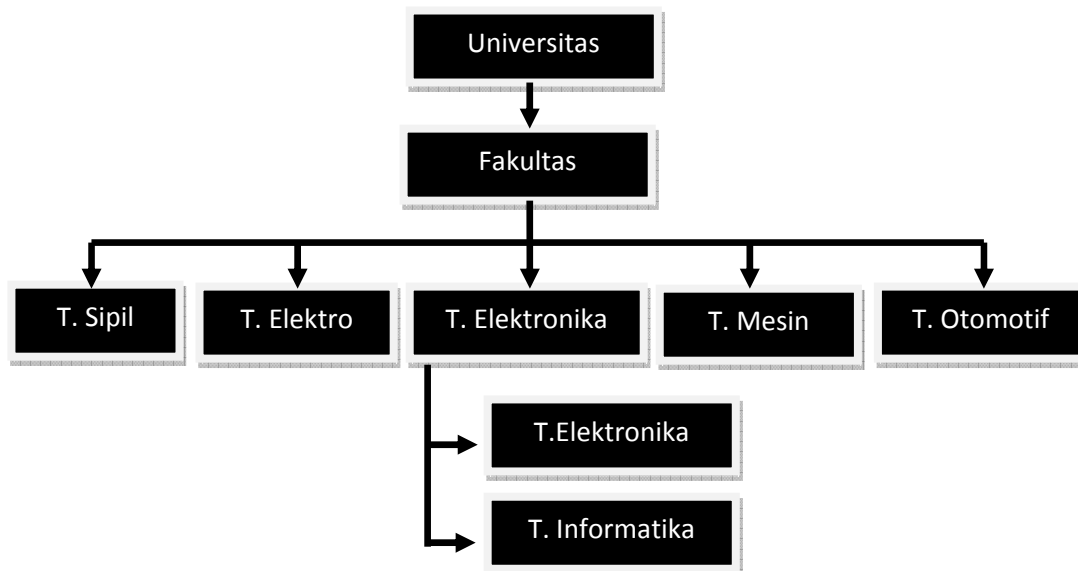 Universitas
Fakultas
T. Sipil
T. Elektro
T. Elektronika
T. Mesin
T. Otomotif
T.Elektronika
T. Informatika